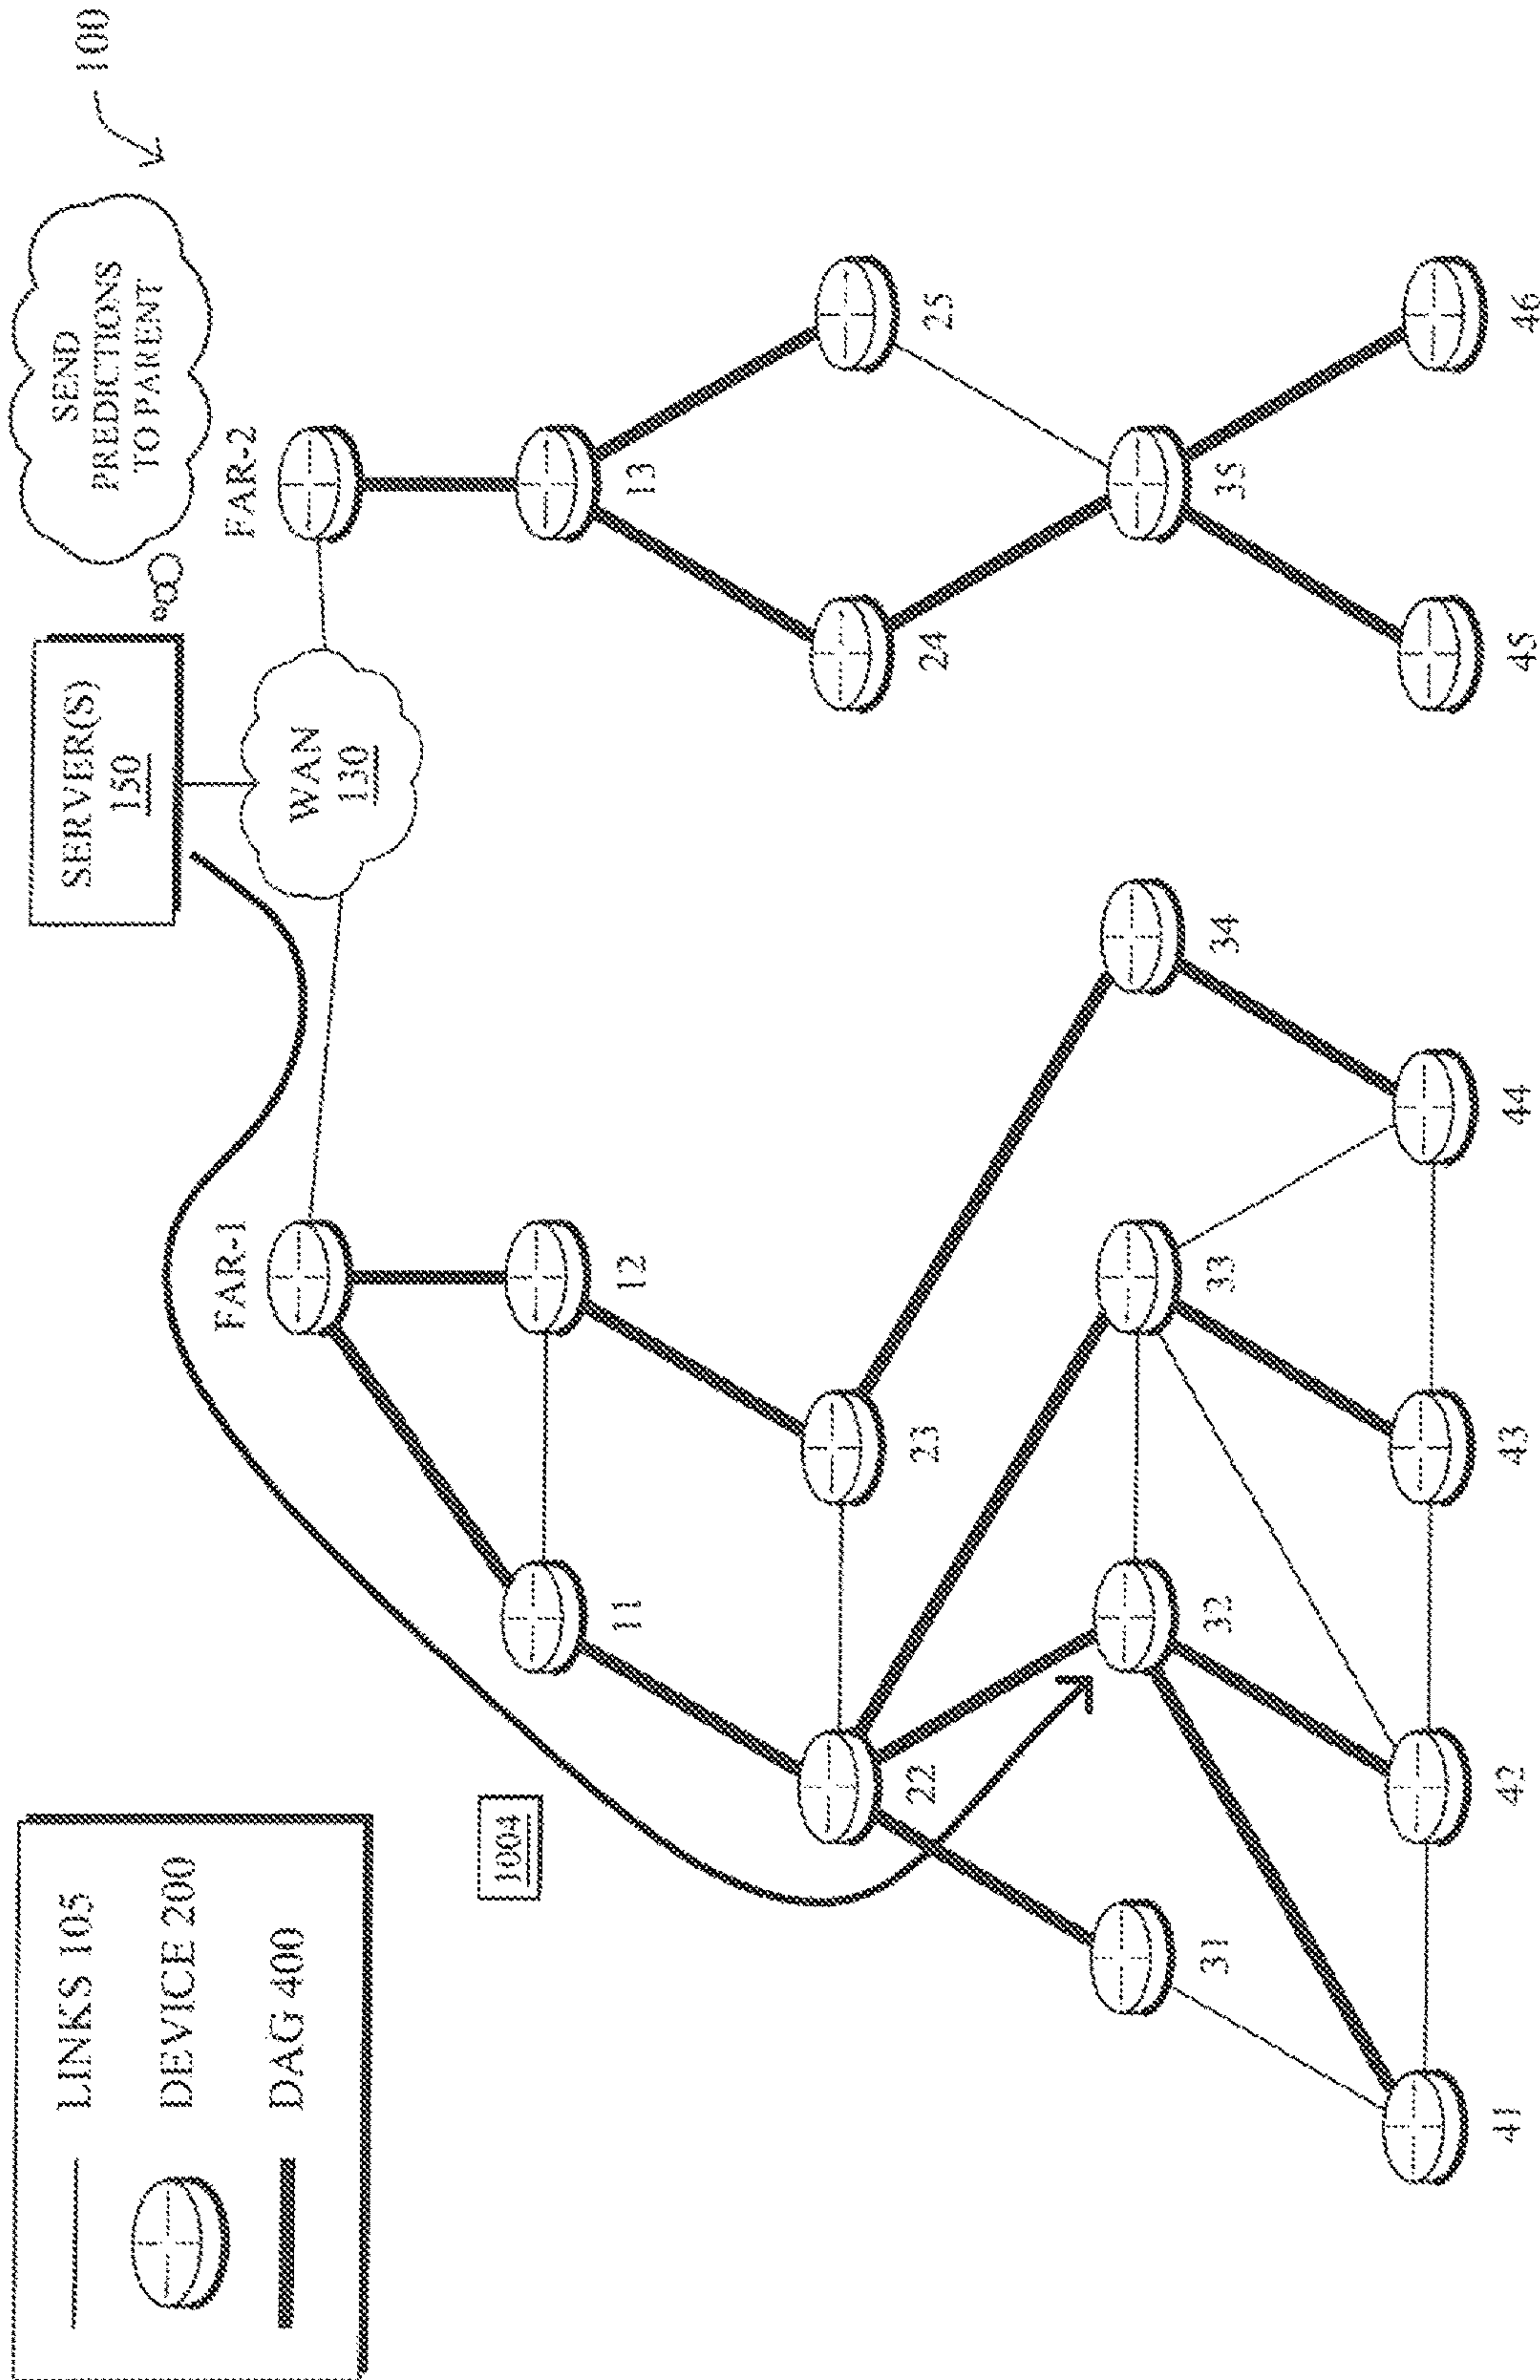 LINKS 105
DEVICE 200
DAG 400
SERVER(S)
150
SEND
PREDICTIONS
TO PARENT
100
WAN
130
FAR-1
FAR-2
1004
11
12
13
22
23
24
25
31
32
33
34
35
41
42
43
44
45
46